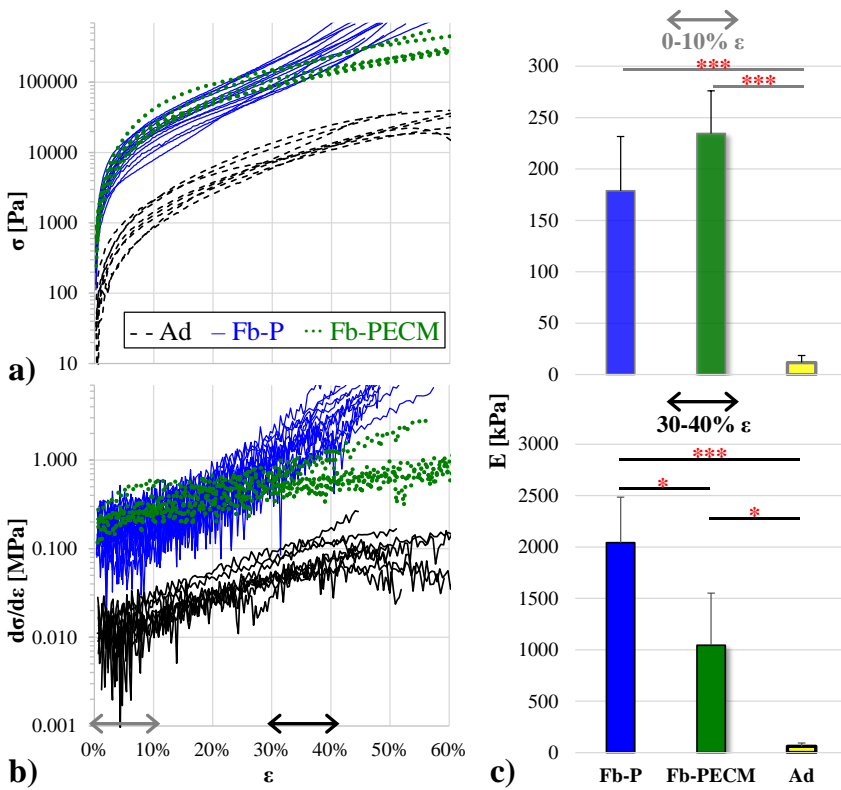 100000
10000
1000
100
10
σ [Pa]
Ad Fb-P Fb-PECM
a)
1.000
0.100
0.010
0.001
dσ/dε [MPa]
0% 10% 20% 30% 40% 50% 60%
ε
b)
0-10% ε
300
250
200
150
100
50
0
***
***
E [kPa]
30-40% ε
3000
2500
2000
1500
1000
500
0
***
*
*
Fb-P Fb-PECM Ad
c)